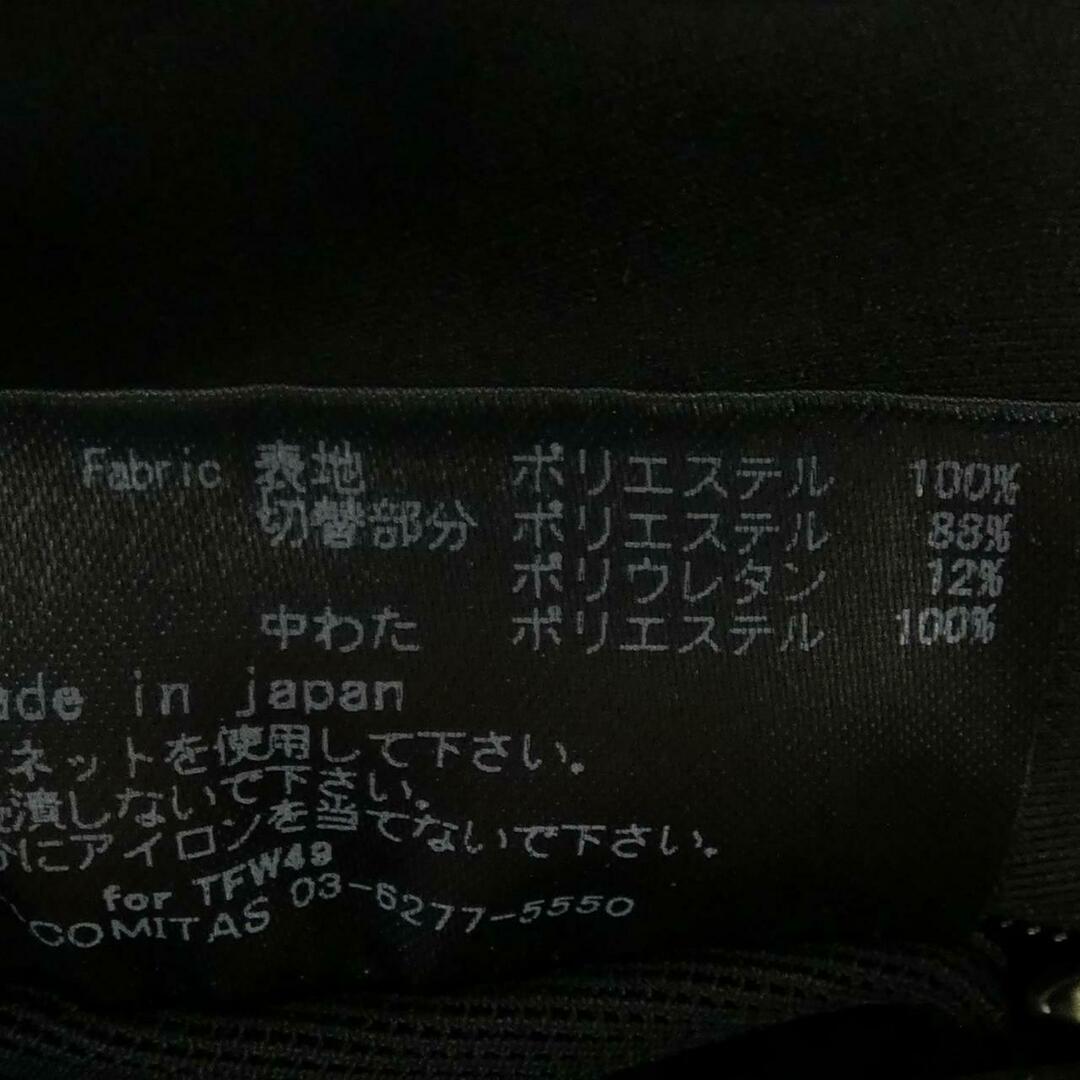 Fabric 表地 ポリエステル 100%
切替部分 ポリエステル 88%
ポリウレタン 12%
中わた ポリエステル 100%
ade in japan
ネットを使用して下さい。
潰しないで下さい。
にアイロンを当てないで下さい。
for TFW49
COMITAS 03-6277-5550